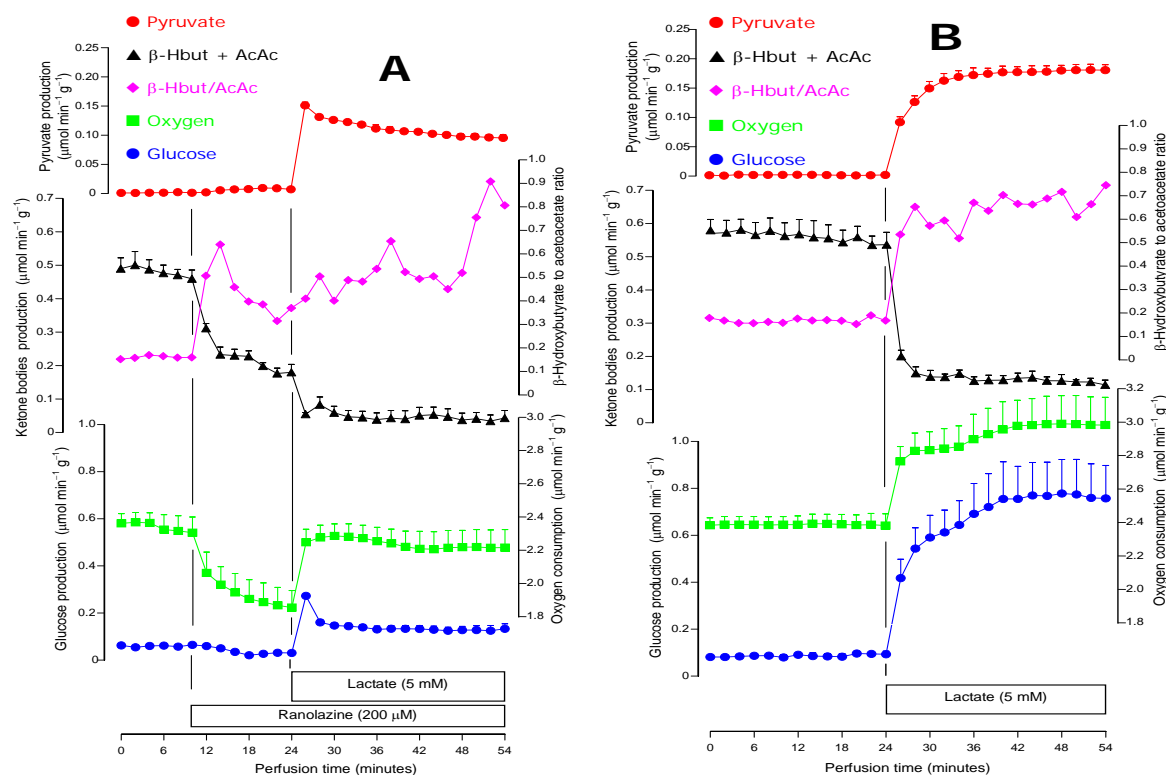 Pyruvate
β-Hbut + AcAc
β-Hbut/AcAc
Oxygen
Glucose
A
Pyruvate production
(μmol min⁻¹ g⁻¹)
0.25
0.20
0.15
0.10
0.05
0
Ketone bodies production (μmol min⁻¹ g⁻¹)
0.7
0.6
0.5
0.4
0.3
0.2
0.1
0
β-Hydroxybutyrate to acetoacetate ratio
1.0
0.9
0.8
0.7
0.6
0.5
0.4
0.3
0.2
0.1
0
Glucose production (μmol min⁻¹ g⁻¹)
1.0
0.8
0.6
0.4
0.2
0
Oxygen consumption (μmol min⁻¹ g⁻¹)
3.0
2.8
2.6
2.4
2.2
2.0
1.8
Lactate (5 mM)
Ranolazine (200 μM)
0 6 12 18 24 30 36 42 48 54
Perfusion time (minutes)
Pyruvate
β-Hbut + AcAc
β-Hbut/AcAc
Oxygen
Glucose
B
Pyruvate production
(μmol min⁻¹ g⁻¹)
0.25
0.20
0.15
0.10
0.05
0
Ketone bodies production (μmol min⁻¹ g⁻¹)
0.7
0.6
0.5
0.4
0.3
0.2
0.1
0
β-Hydroxybutyrate to acetoacetate ratio
1.0
0.9
0.8
0.7
0.6
0.5
0.4
0.3
0.2
0.1
0
Glucose production (μmol min⁻¹ g⁻¹)
1.0
0.8
0.6
0.4
0.2
0
Oxygen consumption (μmol min⁻¹ g⁻¹)
3.2
3.0
2.8
2.6
2.4
2.2
2.0
1.8
Lactate (5 mM)
0 6 12 18 24 30 36 42 48 54
Perfusion time (minutes)